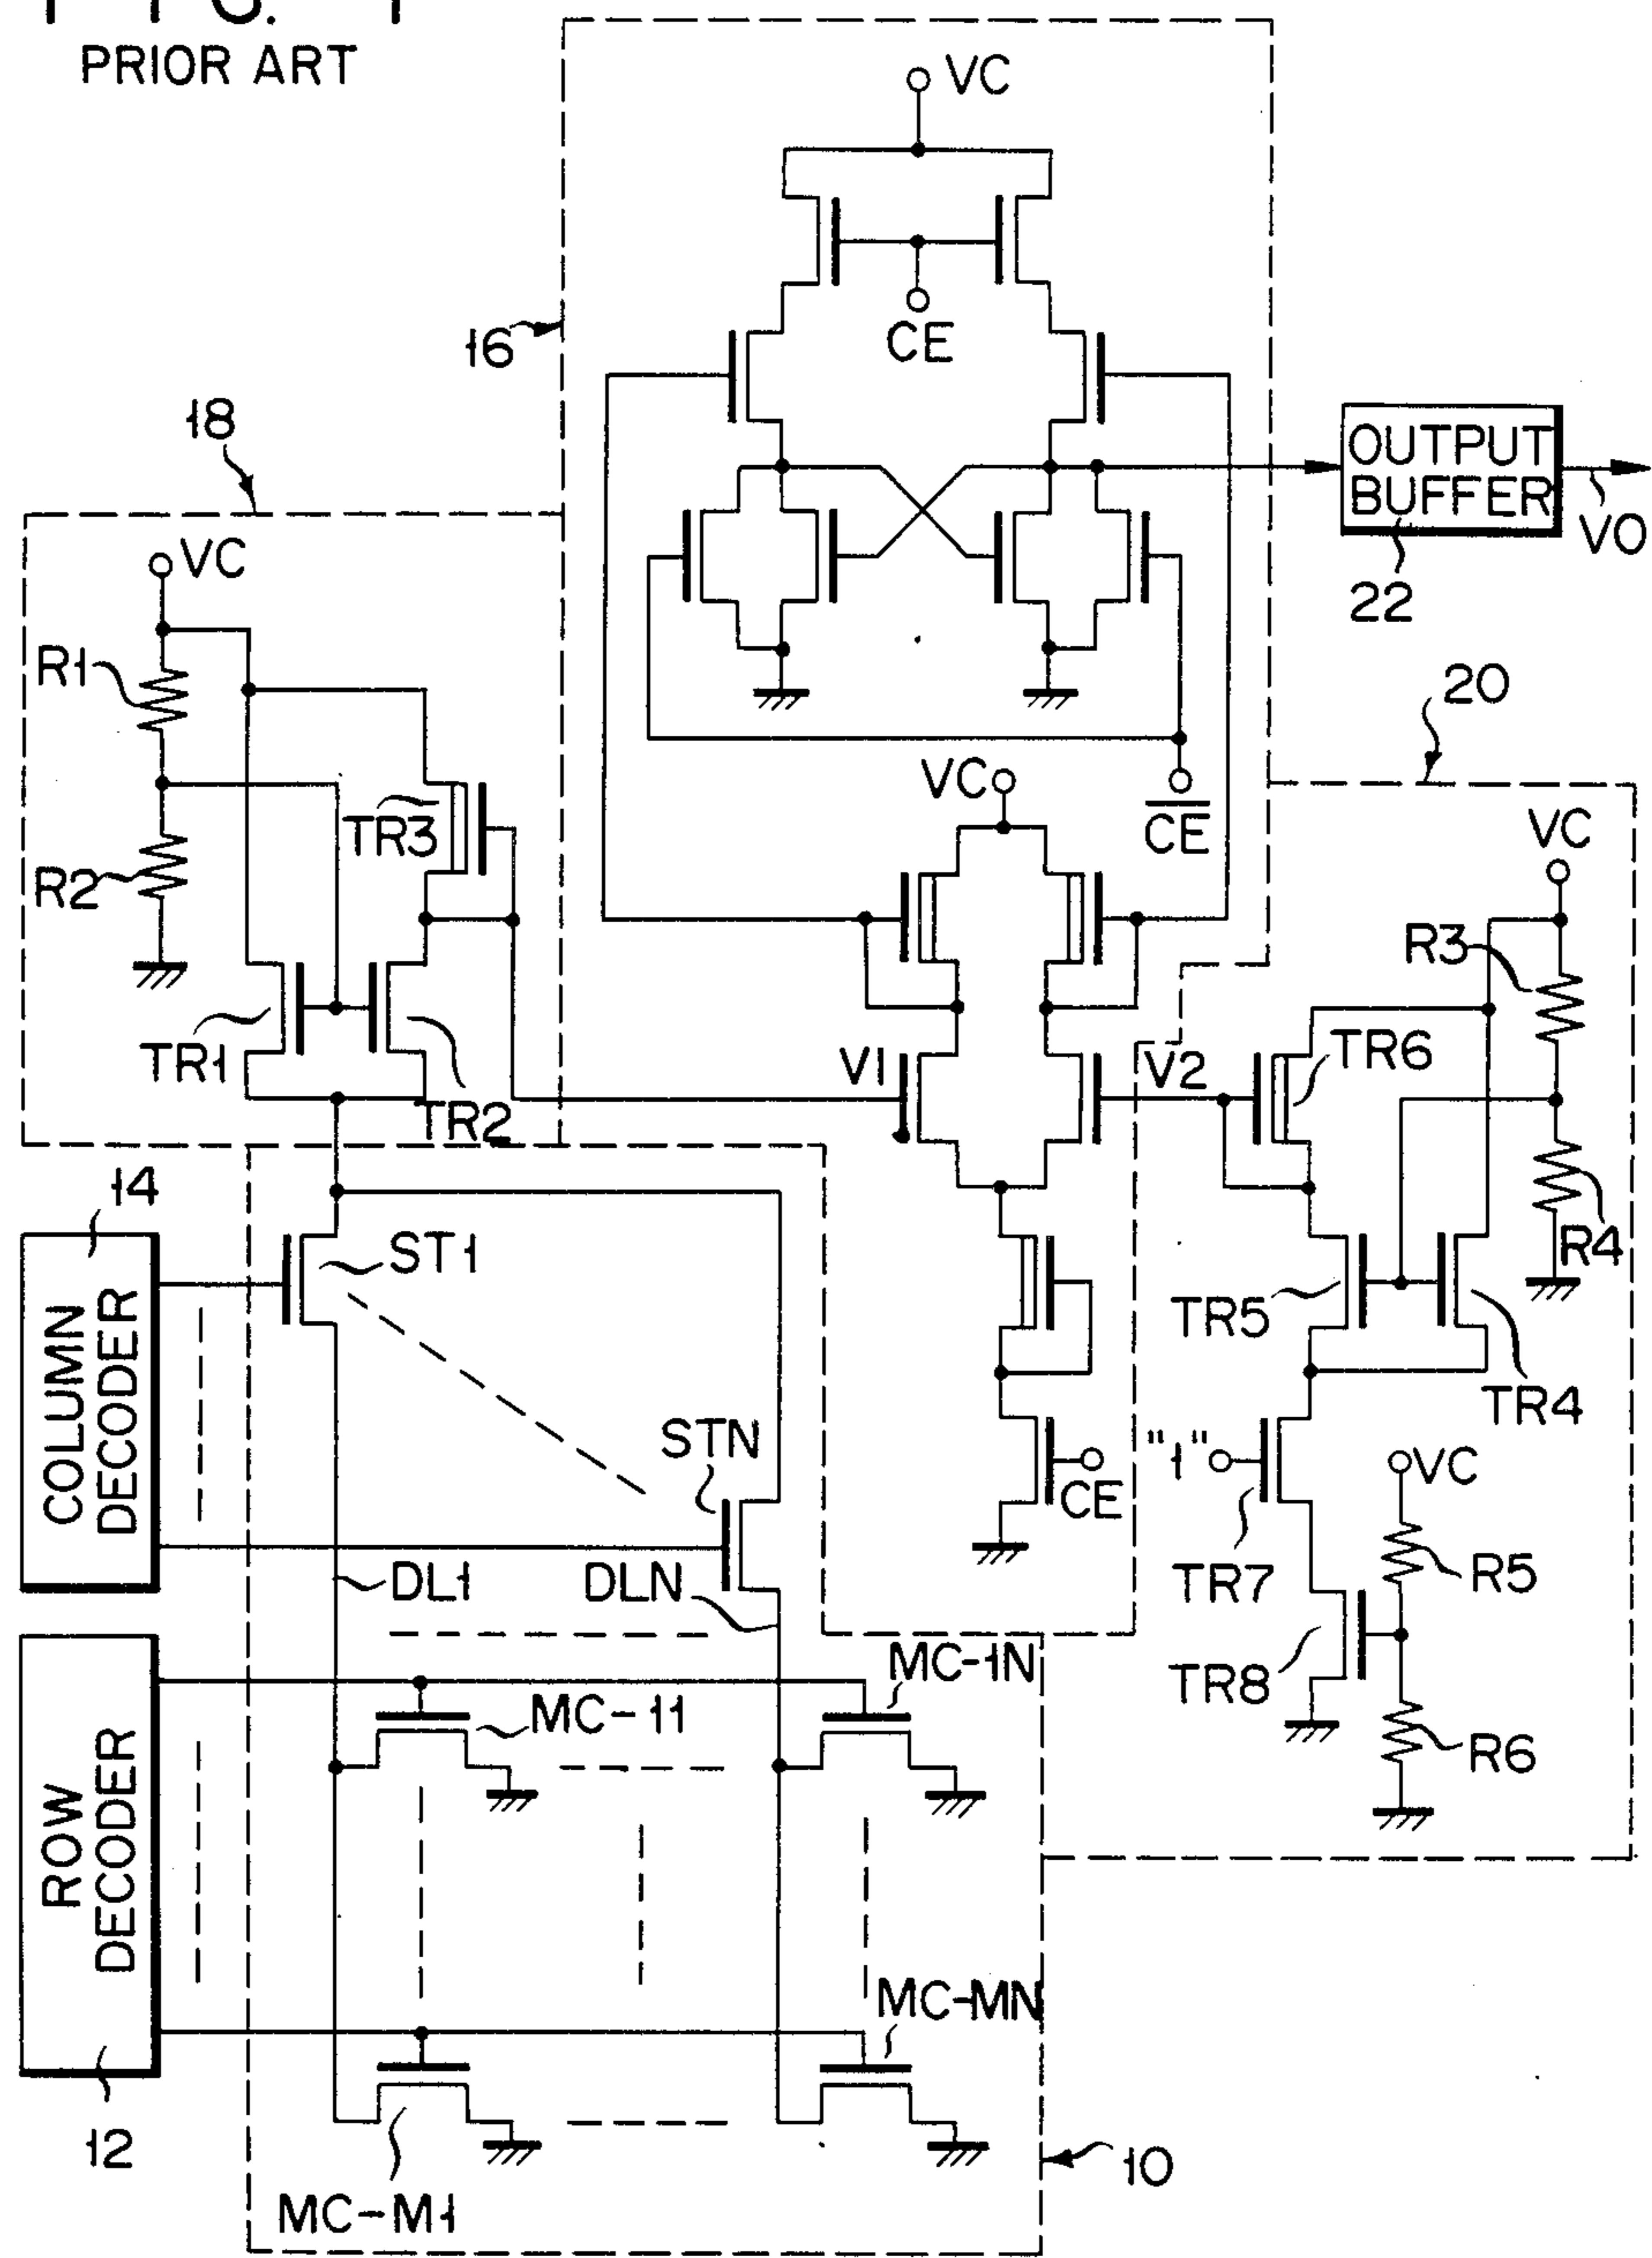 FIG. 1
PRIOR ART
VC
CE
16
18
OUTPUT
BUFFER
VO
22
VC
R1
20
VC
CE
TR3
R2
VC
R3
TR1
TR2
V1
V2
TR6
14
ST1
COLUMN
DECODER
R4
TR5
TR4
STN
"1"
VC
CE
DL1
DLN
TR7
R5
MC-1N
MC-11
TR8
R6
ROW
DECODER
MC-MN
12
10
MC-M1